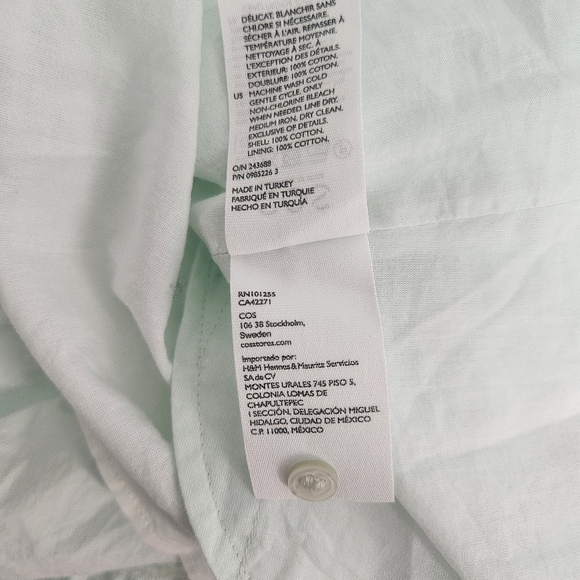 DÉLICAT, BLANCHIR SANS
CHLORE SI NÉCESSAIRE.
SÉCHER À L'AIR. REPASSER À
TEMPÉRATURE MOYENNE.
NETTOYAGE À SEC. À
L'EXCEPTION DES DÉTAILS.
EXTERIEUR: 100% COTON.
DOUBLURE: 100% COTON.
US MACHINE WASH COLD
GENTLE CYCLE. ONLY
NON-CHLORINE BLEACH
WHEN NEEDED. LINE DRY.
MEDIUM IRON. DRY CLEAN.
EXCLUSIVE OF DETAILS.
SHELL: 100% COTTON.
LINING: 100% COTTON.
O/N 243688
P/N 0985226 3
MADE IN TURKEY
FABRIQUÉ EN TURQUIE
HECHO EN TURQUÍA
RN101255
CA42271
COS
106 38 Stockholm,
Sweden
cosstores.com
Importado por:
H&M Hennes & Mauritz Servicios
SA de CV
MONTES URALES 745 PISO 5,
COLONIA LOMAS DE
CHAPULTEPEC
I SECCIÓN, DELEGACIÓN MIGUEL
HIDALGO, CIUDAD DE MÉXICO
C.P. 11000, MÉXICO